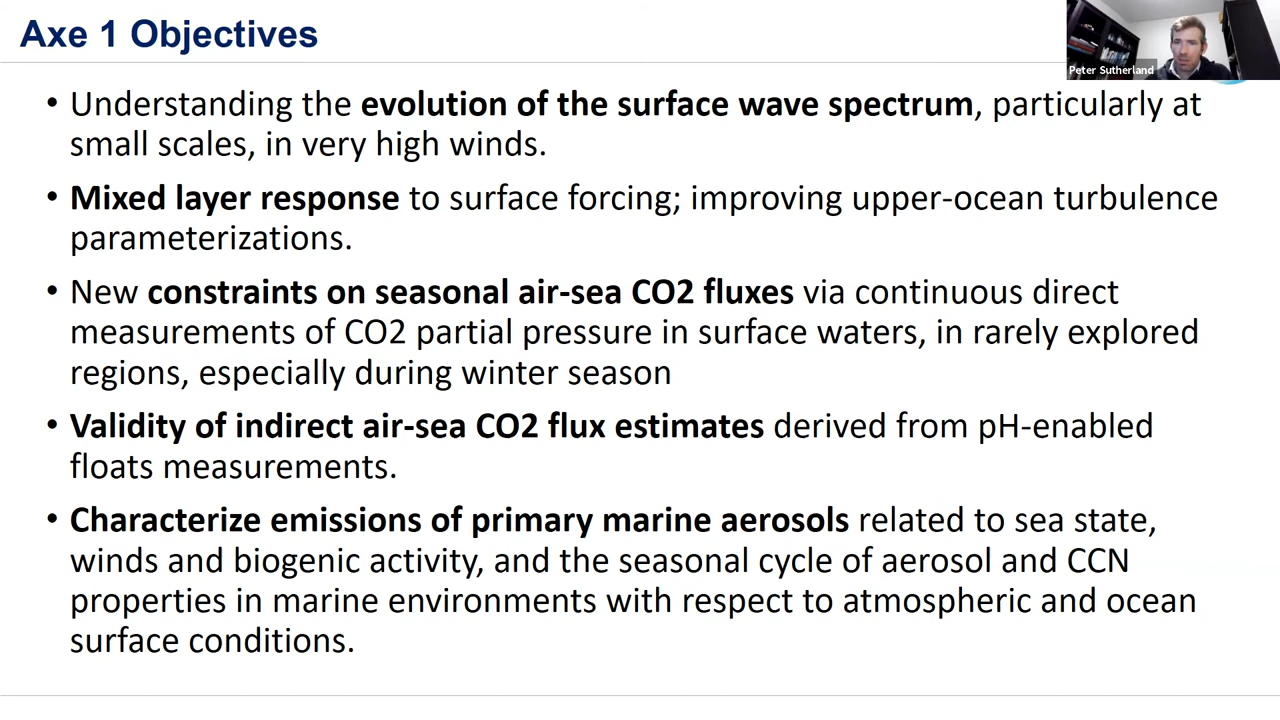 Axe 1 Objectives
Peter Sutherland
• Understanding the evolution of the surface wave spectrum, particularly at
small scales, in very high winds.
• Mixed layer response to surface forcing; improving upper-ocean turbulence
parameterizations.
• New constraints on seasonal air-sea CO2 fluxes via continuous direct
measurements of CO2 partial pressure in surface waters, in rarely explored
regions, especially during winter season
• Validity of indirect air-sea CO2 flux estimates derived from pH-enabled
floats measurements.
• Characterize emissions of primary marine aerosols related to sea state,
winds and biogenic activity, and the seasonal cycle of aerosol and CCN
properties in marine environments with respect to atmospheric and ocean
surface conditions.